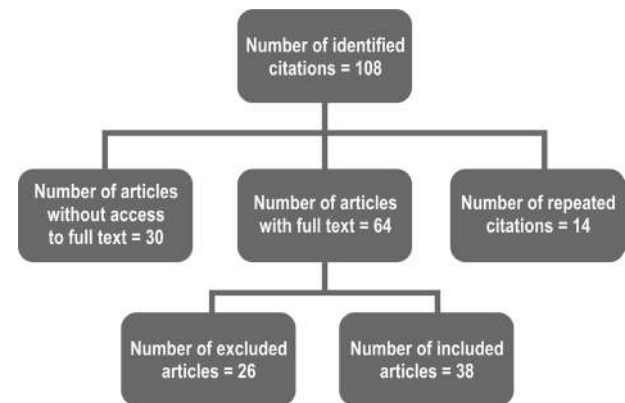 Number of identified
citations = 108
Number of articles
without access
to full text = 30
Number of articles
with full text = 64
Number of repeated
citations = 14
Number of excluded
articles = 26
Number of included
articles = 38